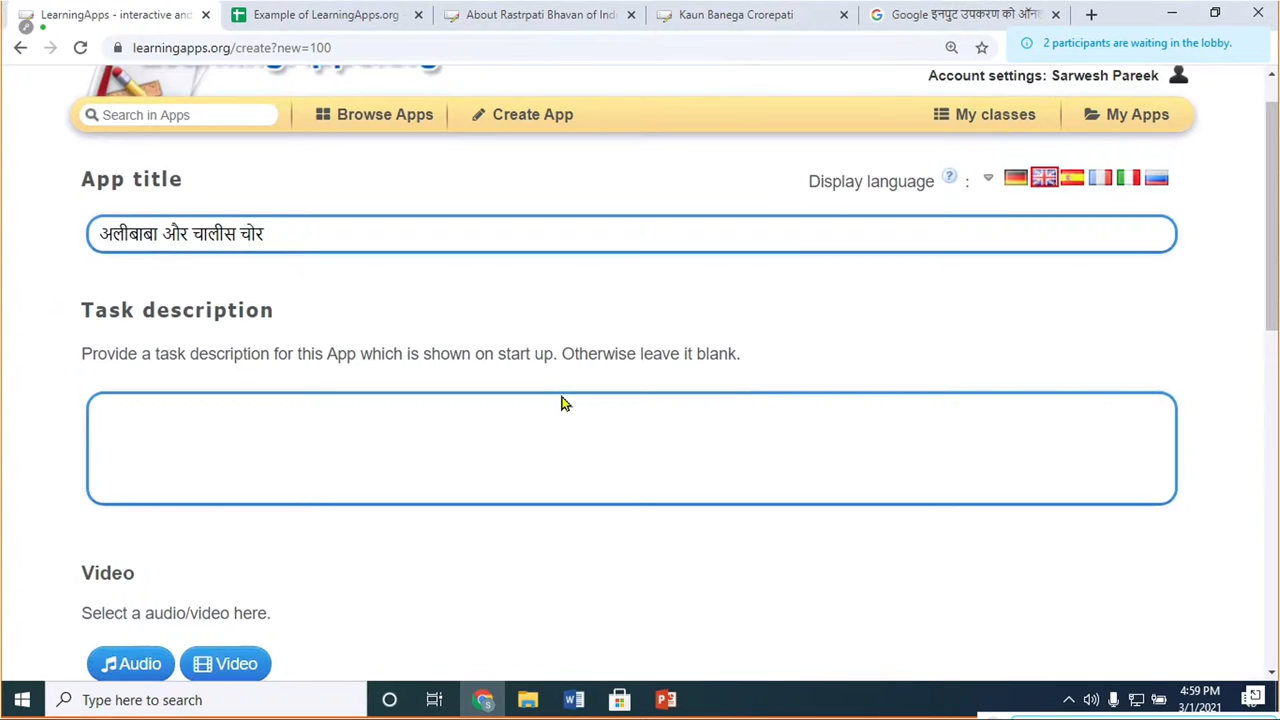 LearningApps - interactive and
Example of LearningApps.org
About Rastrpati Bhavan of Ind
Kaun Banega crorepati
Google इनपुट उपकरण को ऑन
learningapps.org/create?new=100
2 participants are waiting in the lobby.
Account settings: Sarwesh Pareek
Search in Apps
Browse Apps
Create App
My classes
My Apps
App title
Display language ? :
अलीबाबा और चालीस चोर
Task description
Provide a task description for this App which is shown on start up. Otherwise leave it blank.
Video
Select a audio/video here.
Audio
Video
Type here to search
4:59 PM
3/1/2021